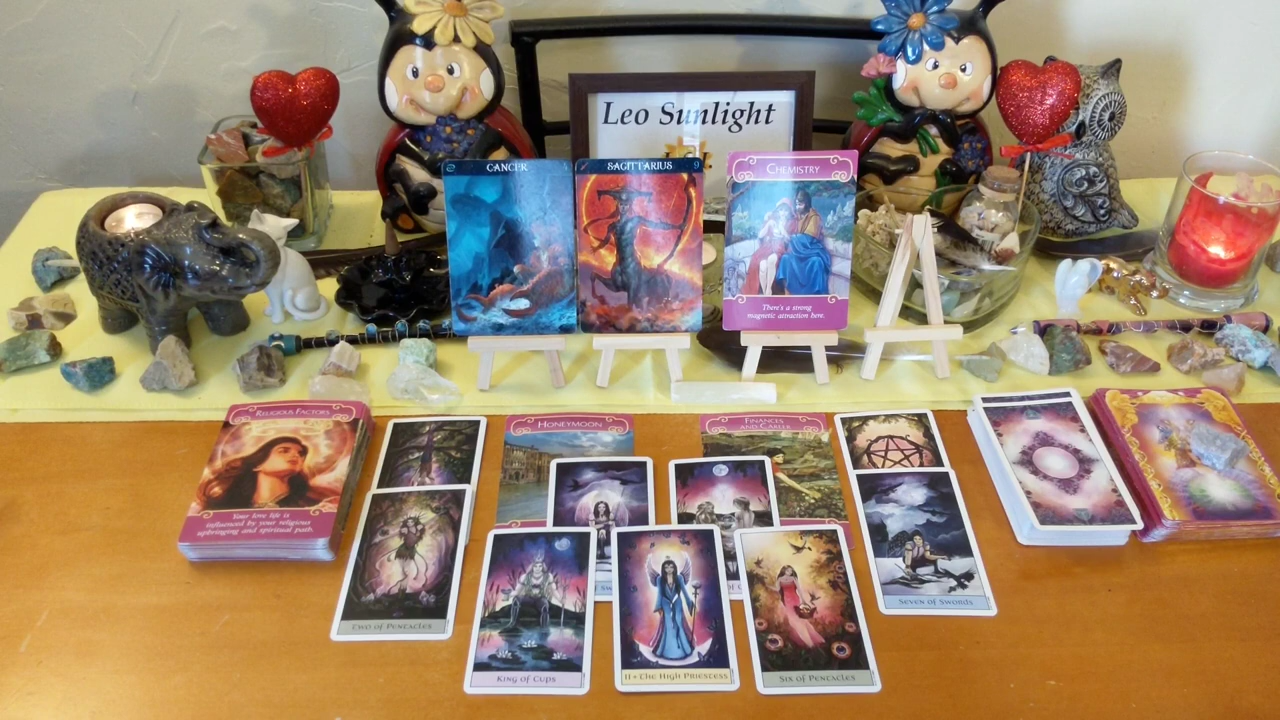 Leo Sunlight
CANCER
SAGITTARIUS 9
CHEMISTRY
There's a strong
magnetic attraction here.
RELIGIOUS FACTORS
Your love life is
influenced by your religious
upbringing and spiritual path.
HONEYMOON
FINANCES
AND CAREER
TWO OF PENTACLES
KING OF CUPS
II • THE HIGH PRIESTESS
SIX OF PENTACLES
SEVEN OF SWORDS